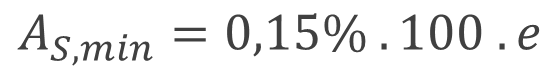 A_{S,min} = 0,15% . 100 . e